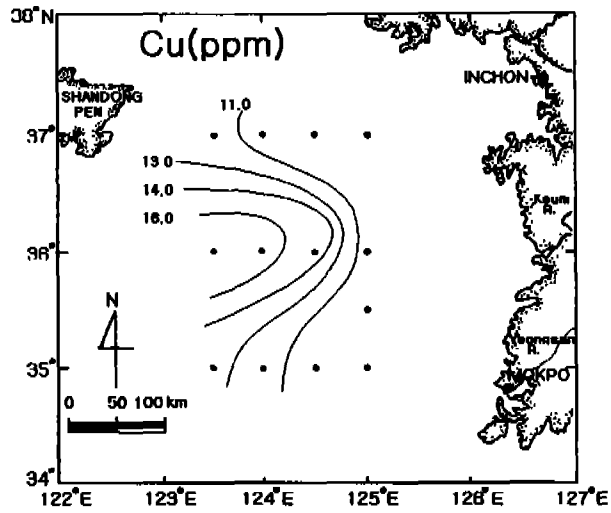 38°N
Cu(ppm)
INCHON
SHANDONG
PEN
11.0
37°
13.0
14.0
16.0
Keum
R.
36°
N
Yeongsan
R.
35°
MOKPO
0 50 100 km
34°
122°E 123°E 124°E 125°E 126°E 127°E